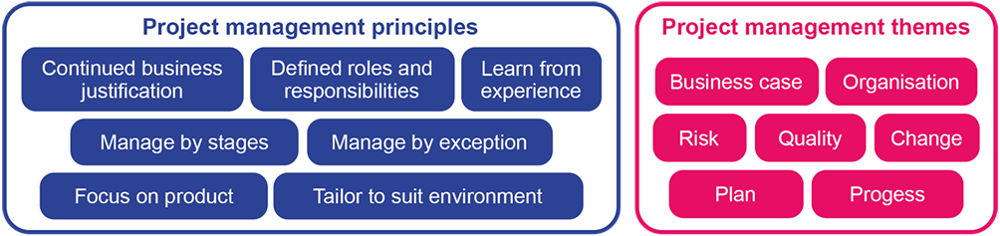 Project management principles
Continued business
justification
Defined roles and
responsibilities
Learn from
experience
Manage by stages
Manage by exception
Focus on product
Tailor to suit environment
Project management themes
Business case
Organisation
Risk
Quality
Change
Plan
Progess